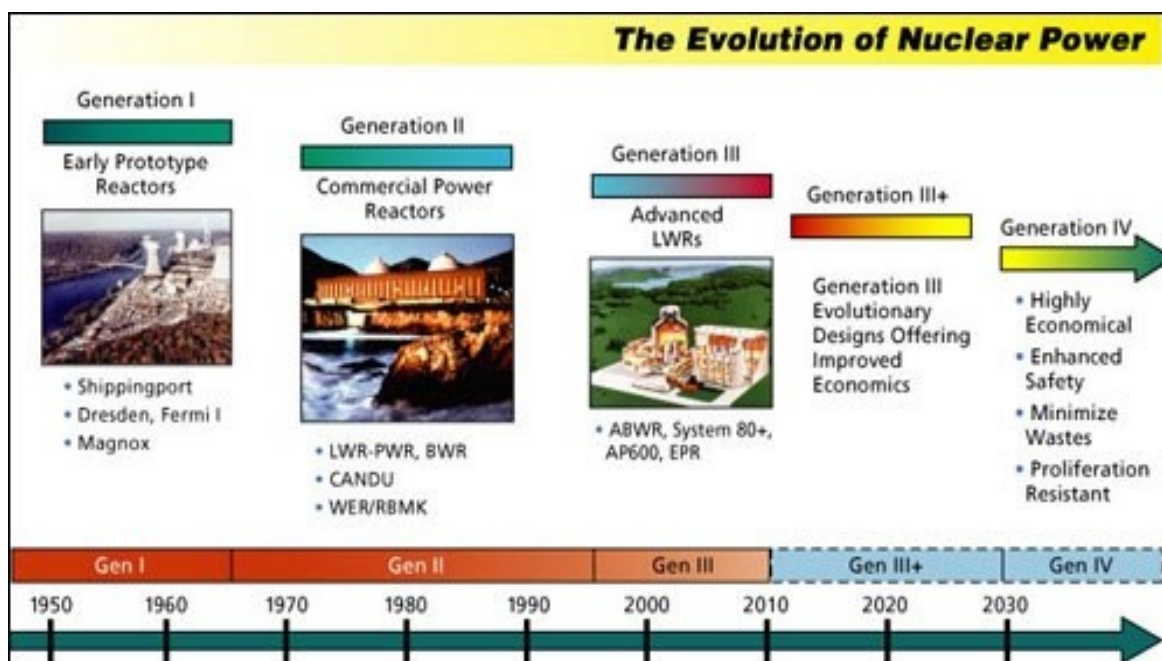 The Evolution of Nuclear Power
Generation I
Early Prototype
Reactors
• Shippingport
• Dresden, Fermi I
• Magnox
Generation II
Commercial Power
Reactors
• LWR-PWR, BWR
• CANDU
• WER/RBMK
Generation III
Advanced
LWRs
• ABWR, System 80+,
AP600, EPR
Generation III+
Generation III
Evolutionary
Designs Offering
Improved
Economics
Generation IV
• Highly
Economical
• Enhanced
Safety
• Minimize
Wastes
• Proliferation
Resistant
Gen I
Gen II
Gen III
Gen III+
Gen IV
1950
1960
1970
1980
1990
2000
2010
2020
2030